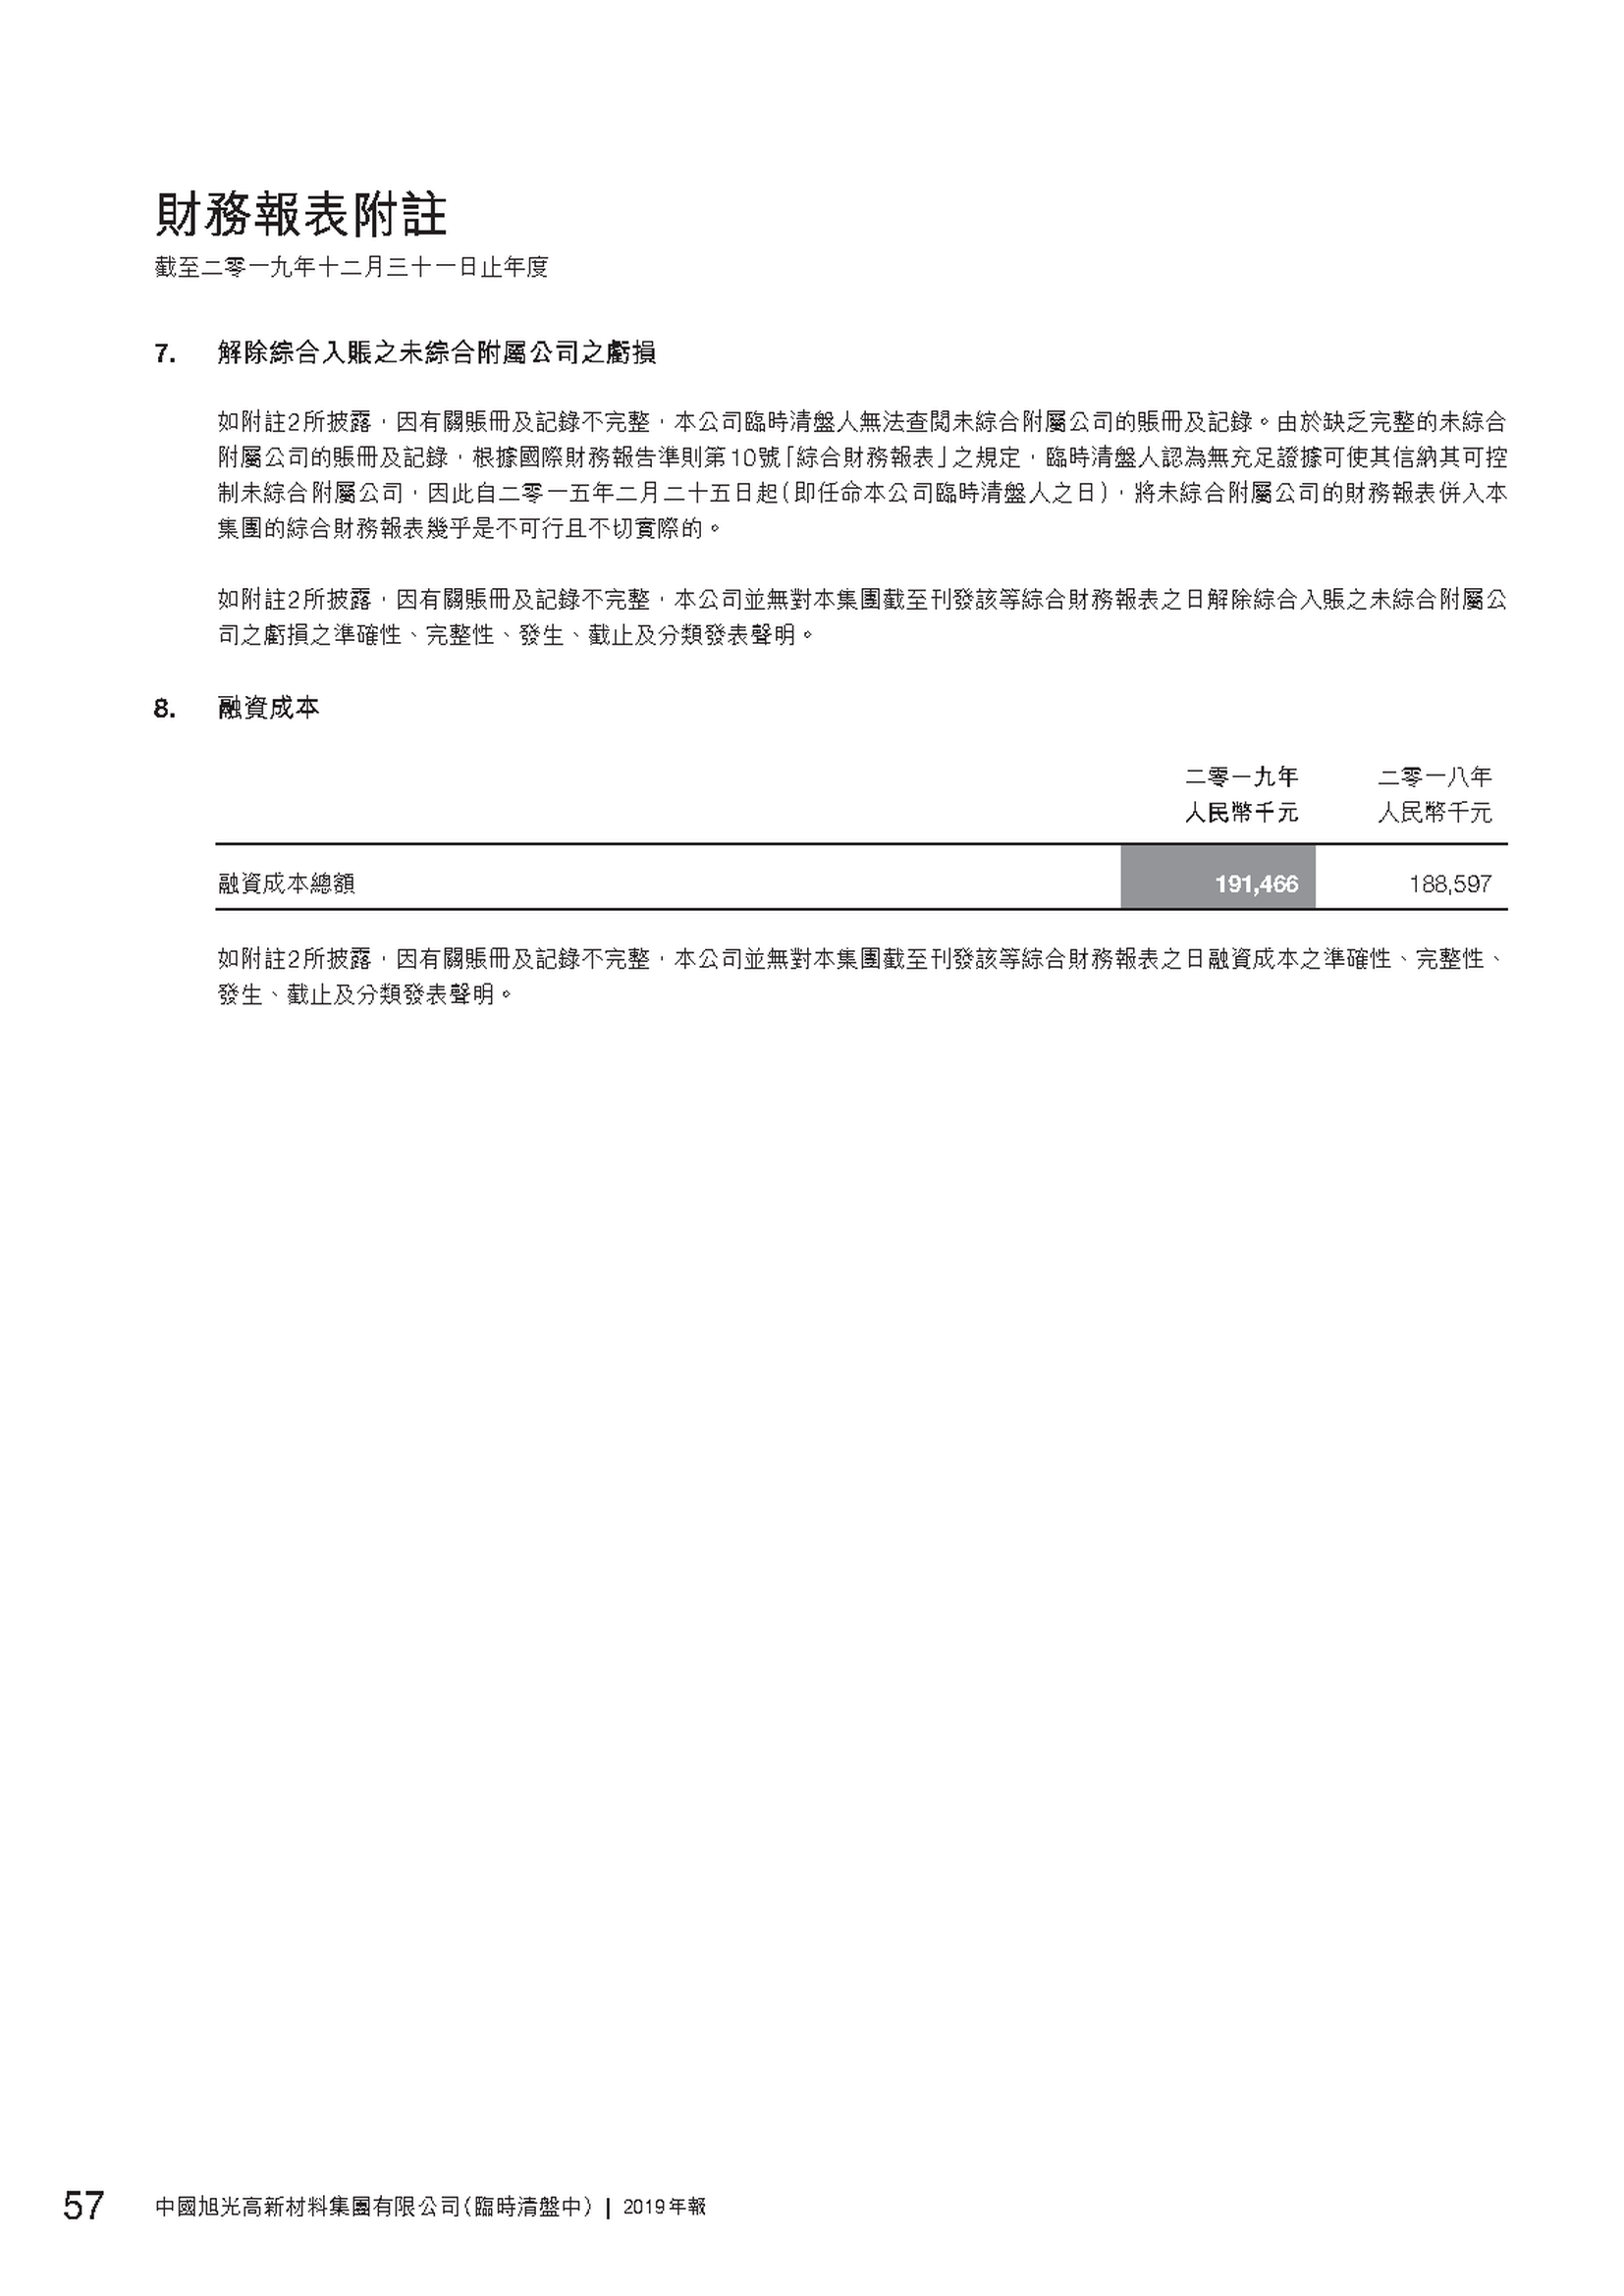 財務報表附註
截至二零一九年十二月三十一日止年度
7. 解除綜合入賬之未綜合附屬公司之虧損
如附註2所披露，因有關賬冊及記錄不完整，本公司臨時清盤人無法查閱未綜合附屬公司的賬冊及記錄。由於缺乏完整的未綜合
附屬公司的賬冊及記錄，根據國際財務報告準則第10號「綜合財務報表」之規定，臨時清盤人認為無充足證據可使其信納其可控
制未綜合附屬公司，因此自二零一五年二月二十五日起（即任命本公司臨時清盤人之日），將未綜合附屬公司的財務報表併入本
集團的綜合財務報表幾乎是不可行且不切實際的。
如附註2所披露，因有關賬冊及記錄不完整，本公司並無對本集團截至刊發該等綜合財務報表之日解除綜合入賬之未綜合附屬公
司之虧損之準確性、完整性、發生、截止及分類發表聲明。
8. 融資成本
二零一九年 二零一八年
人民幣千元 人民幣千元
融資成本總額 191,466 188,597
如附註2所披露，因有關賬冊及記錄不完整，本公司並無對本集團截至刊發該等綜合財務報表之日融資成本之準確性、完整性、
發生、截止及分類發表聲明。
57 中國旭光高新材料集團有限公司（臨時清盤中） | 2019年報